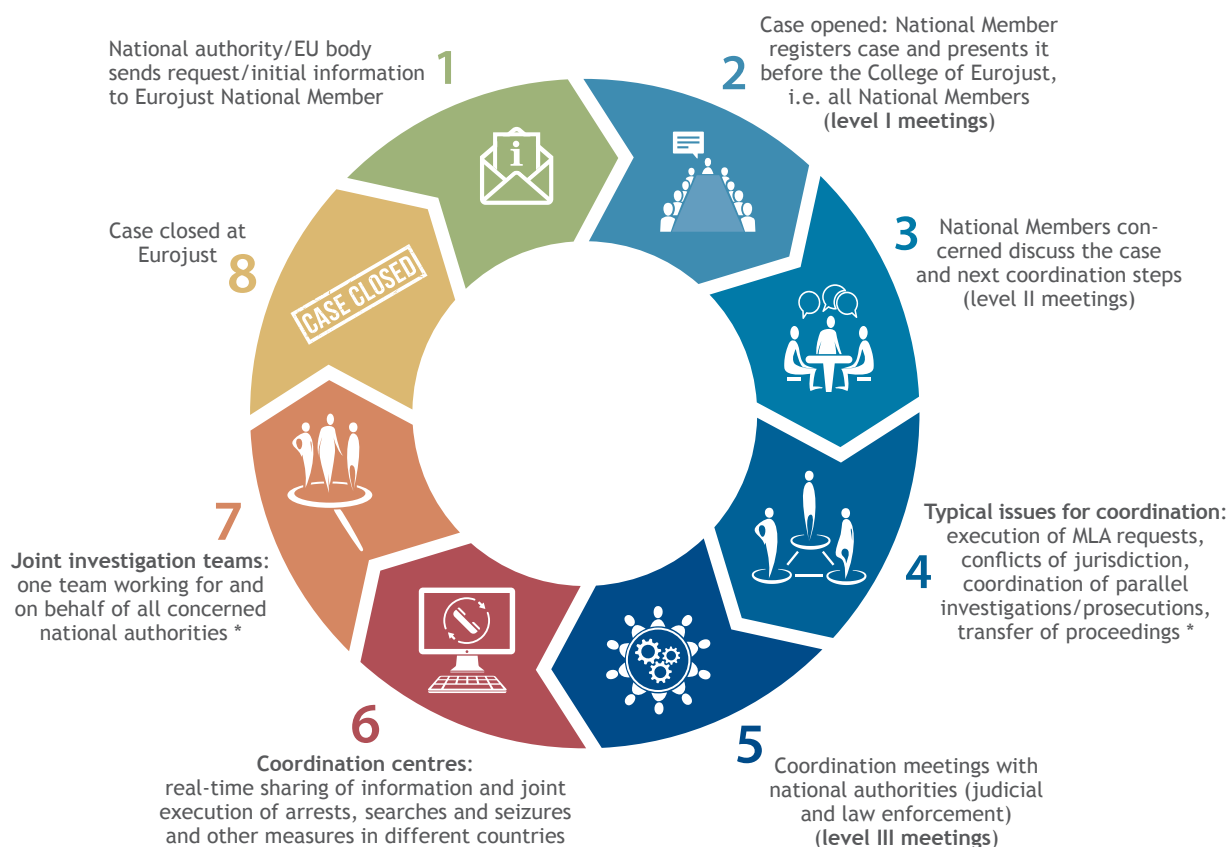 1
National authority/EU body
sends request/initial information
to Eurojust National Member
2
Case opened: National Member
registers case and presents it
before the College of Eurojust,
i.e. all National Members
(level I meetings)
3
National Members con-
cerned discuss the case
and next coordination steps
(level II meetings)
4
Typical issues for coordination:
execution of MLA requests,
conflicts of jurisdiction,
coordination of parallel
investigations/prosecutions,
transfer of proceedings *
5
Coordination meetings with
national authorities (judicial
and law enforcement)
(level III meetings)
6
Coordination centres:
real-time sharing of information and joint
execution of arrests, searches and seizures
and other measures in different countries
7
Joint investigation teams:
one team working for and
on behalf of all concerned
national authorities *
8
Case closed at
Eurojust
CASE CLOSED
i